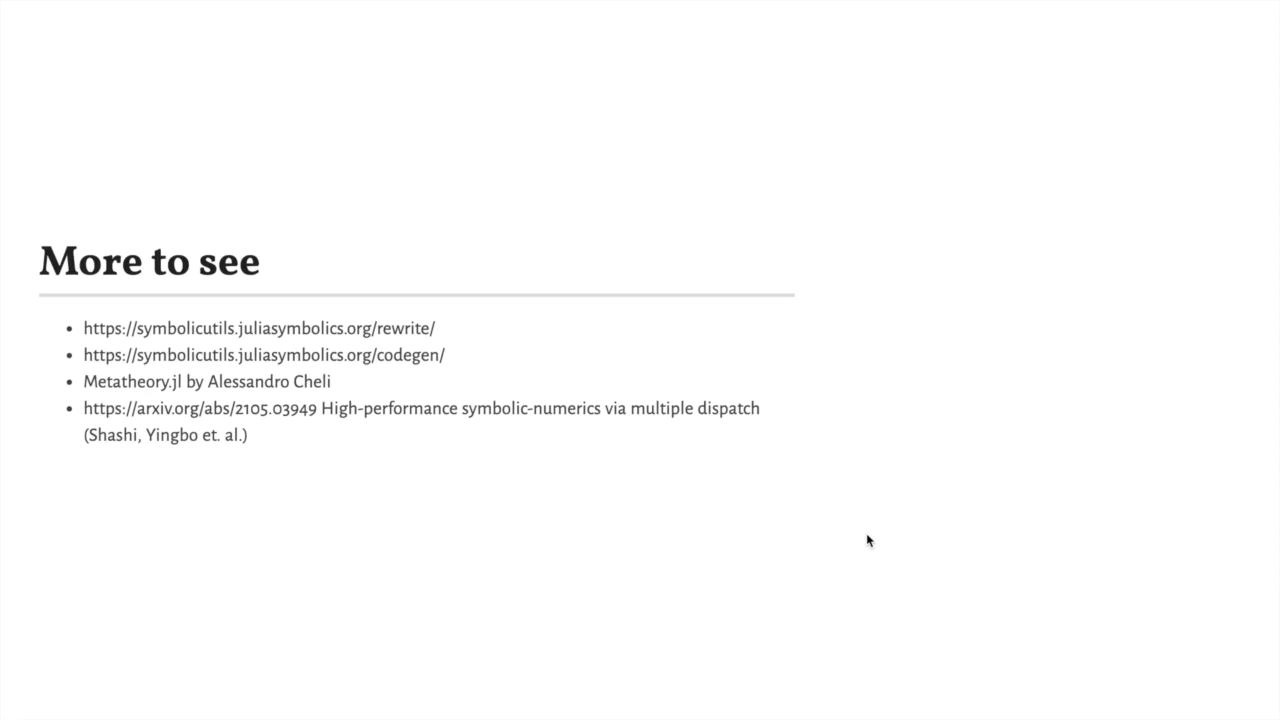 More to see
https://symbolicutils.juliasymbolics.org/rewrite/
https://symbolicutils.juliasymbolics.org/codegen/
Metatheory.jl by Alessandro Cheli
https://arxiv.org/abs/2105.03949 High-performance symbolic-numerics via multiple dispatch
(Shashi, Yingbo et. al.)